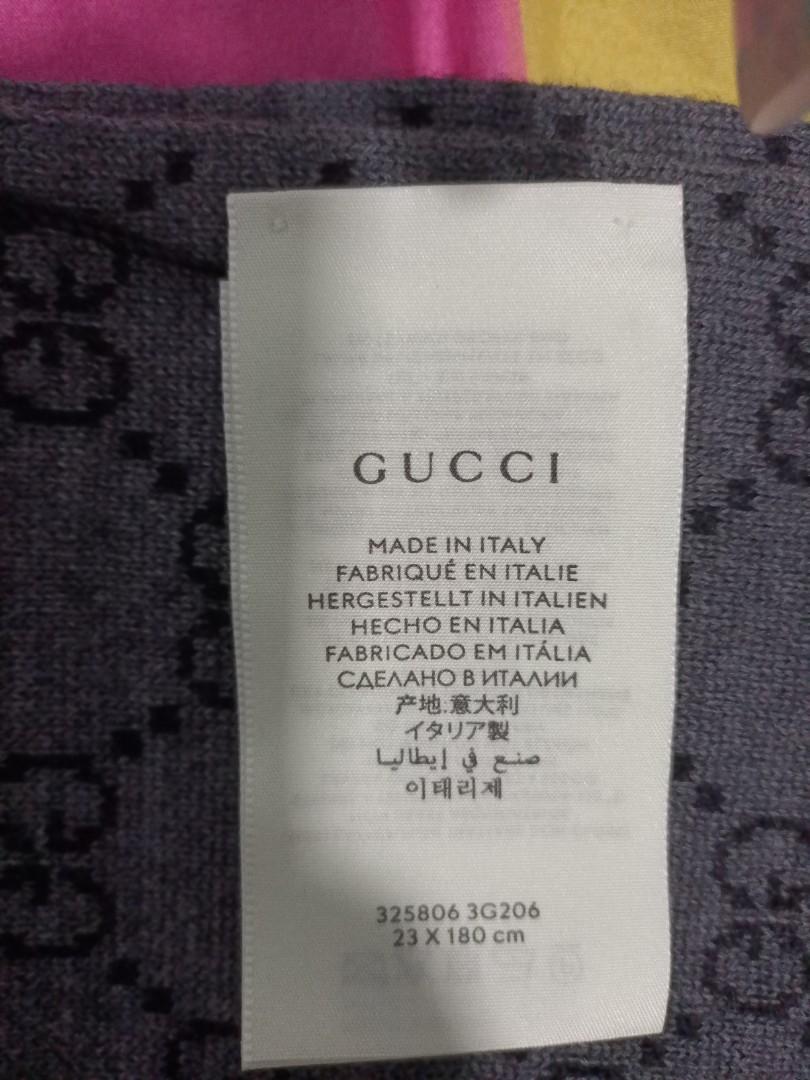 GUCCI
MADE IN ITALY
FABRIQUÉ EN ITALIE
HERGESTELLT IN ITALIEN
HECHO EN ITALIA
FABRICADO EM ITÁLIA
СДЕЛАНО В ИТАЛИИ
产地:意大利
イタリア製
صنع في إيطاليا
이태리제
325806 3G206
23 X 180 cm